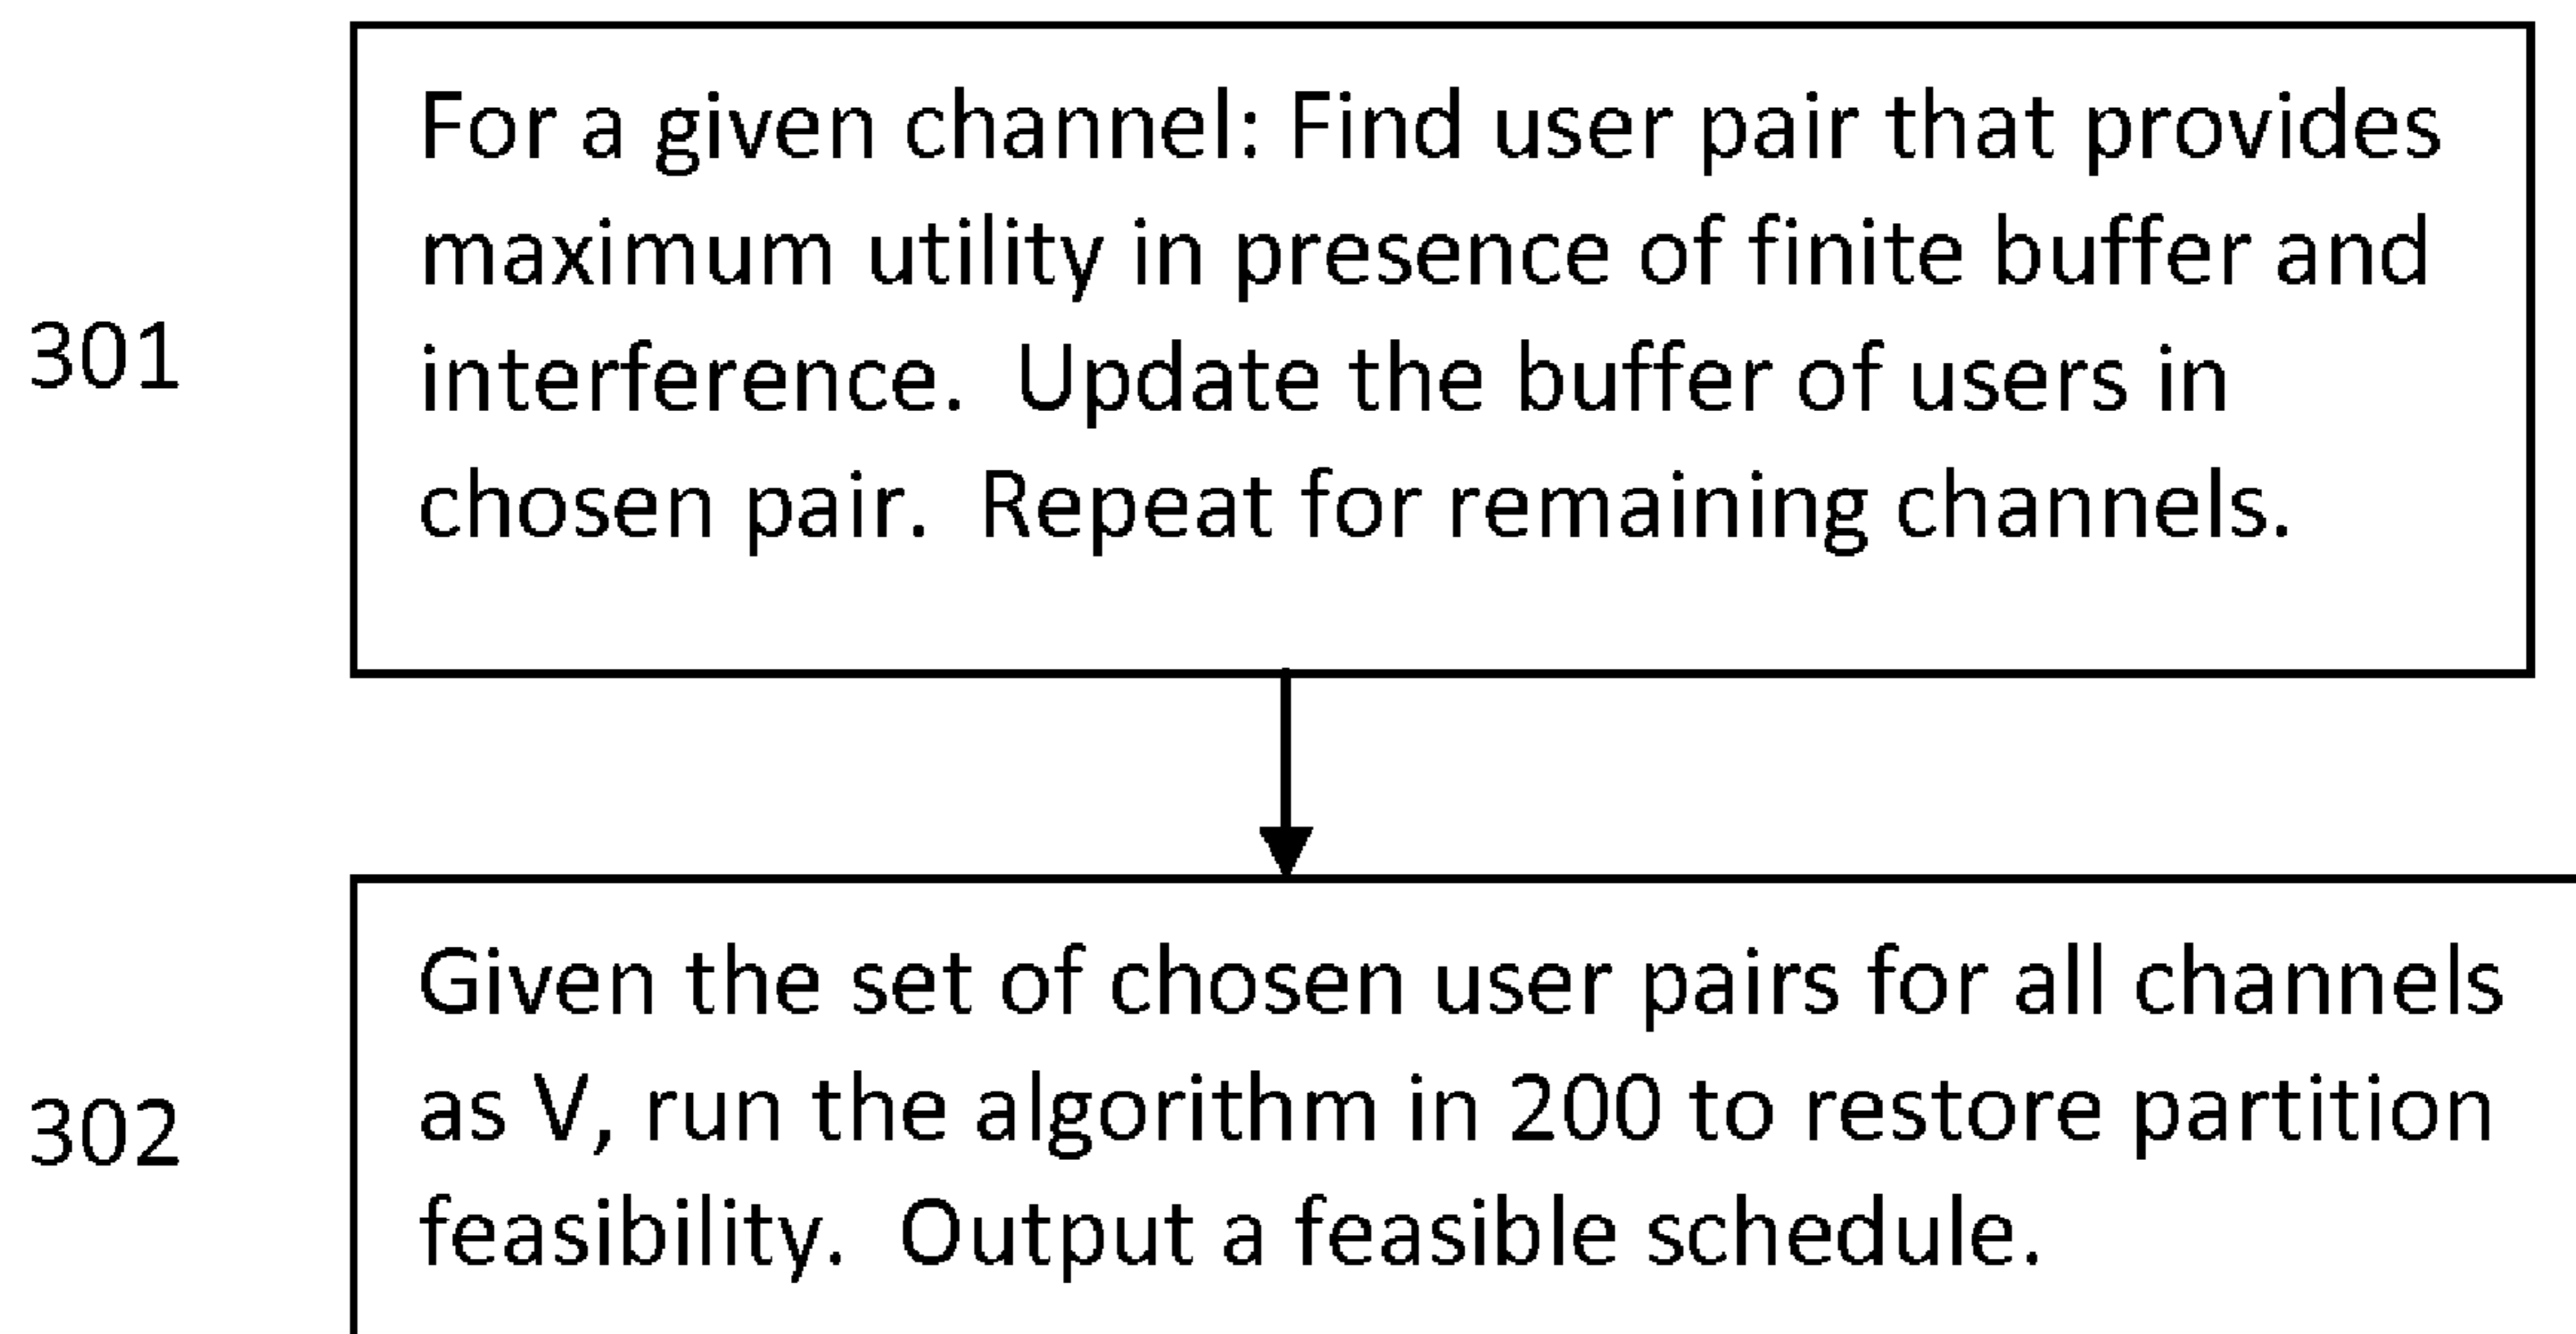 For a given channel: Find user pair that provides
maximum utility in presence of finite buffer and
301
interference.  Update the buffer of users in
chosen pair.  Repeat for remaining channels.
Given the set of chosen user pairs for all channels
302
as V, run the algorithm in 200 to restore partition
feasibility.  Output a feasible schedule.